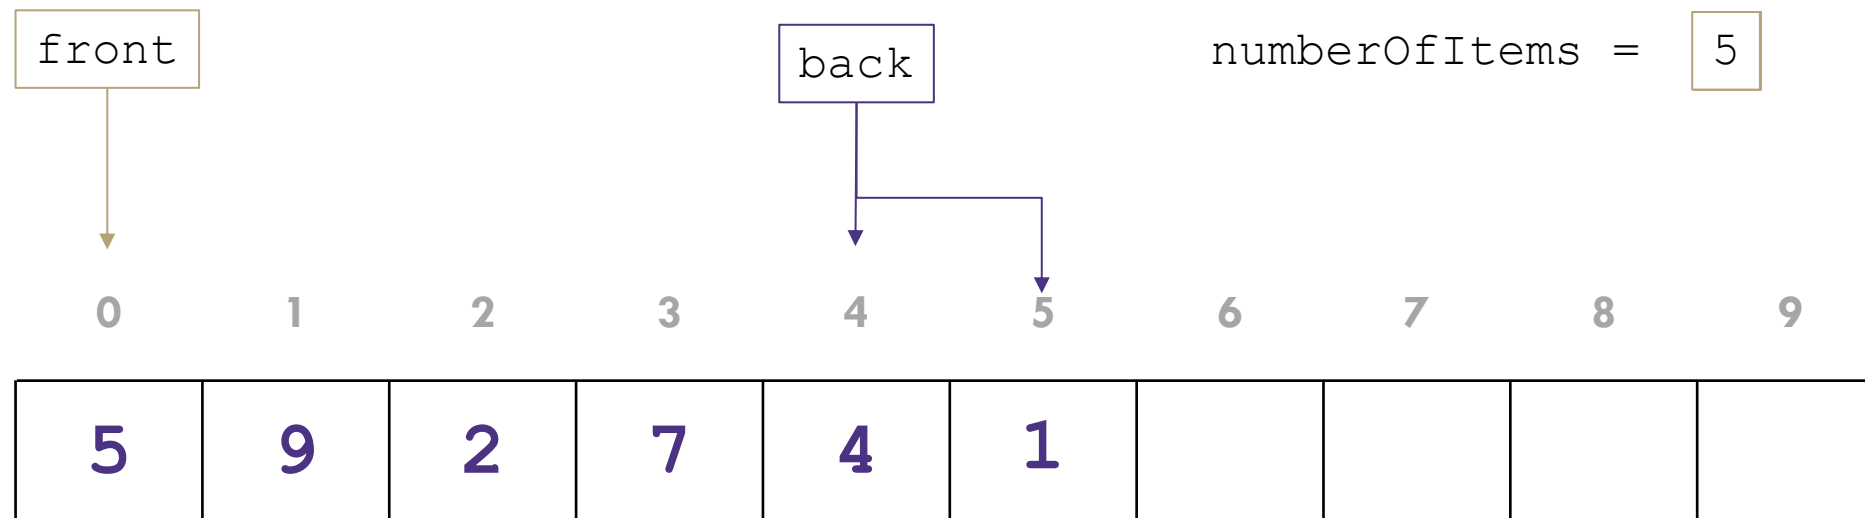 front
back
numberOfItems = 5
0 1 2 3 4 5 6 7 8 9
5 9 2 7 4 1